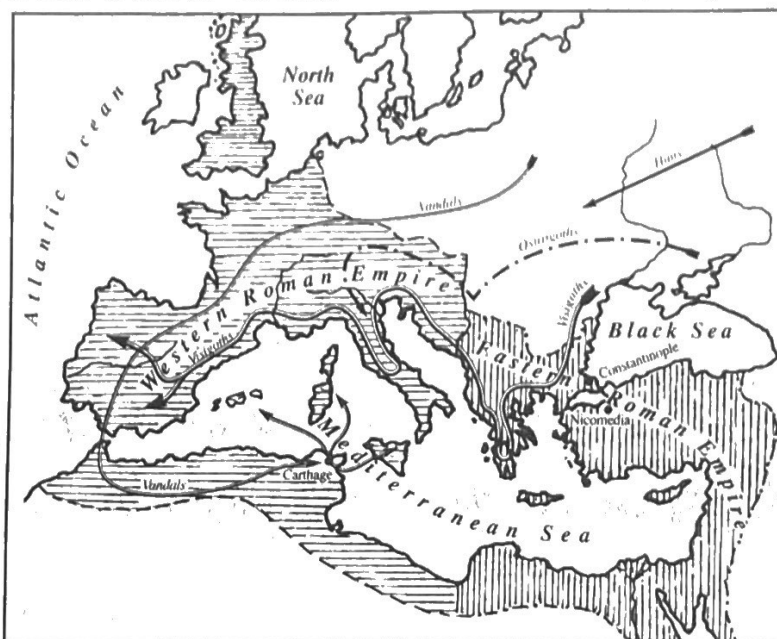 North
Sea
Atlantic Ocean
Huns
Vandals
Ostrogoths
Visigoths
Western Roman Empire
Visigoths
Black Sea
Constantinople
Eastern Roman Empire
Nicomedia
Mediterranean Sea
Carthage
Vandals